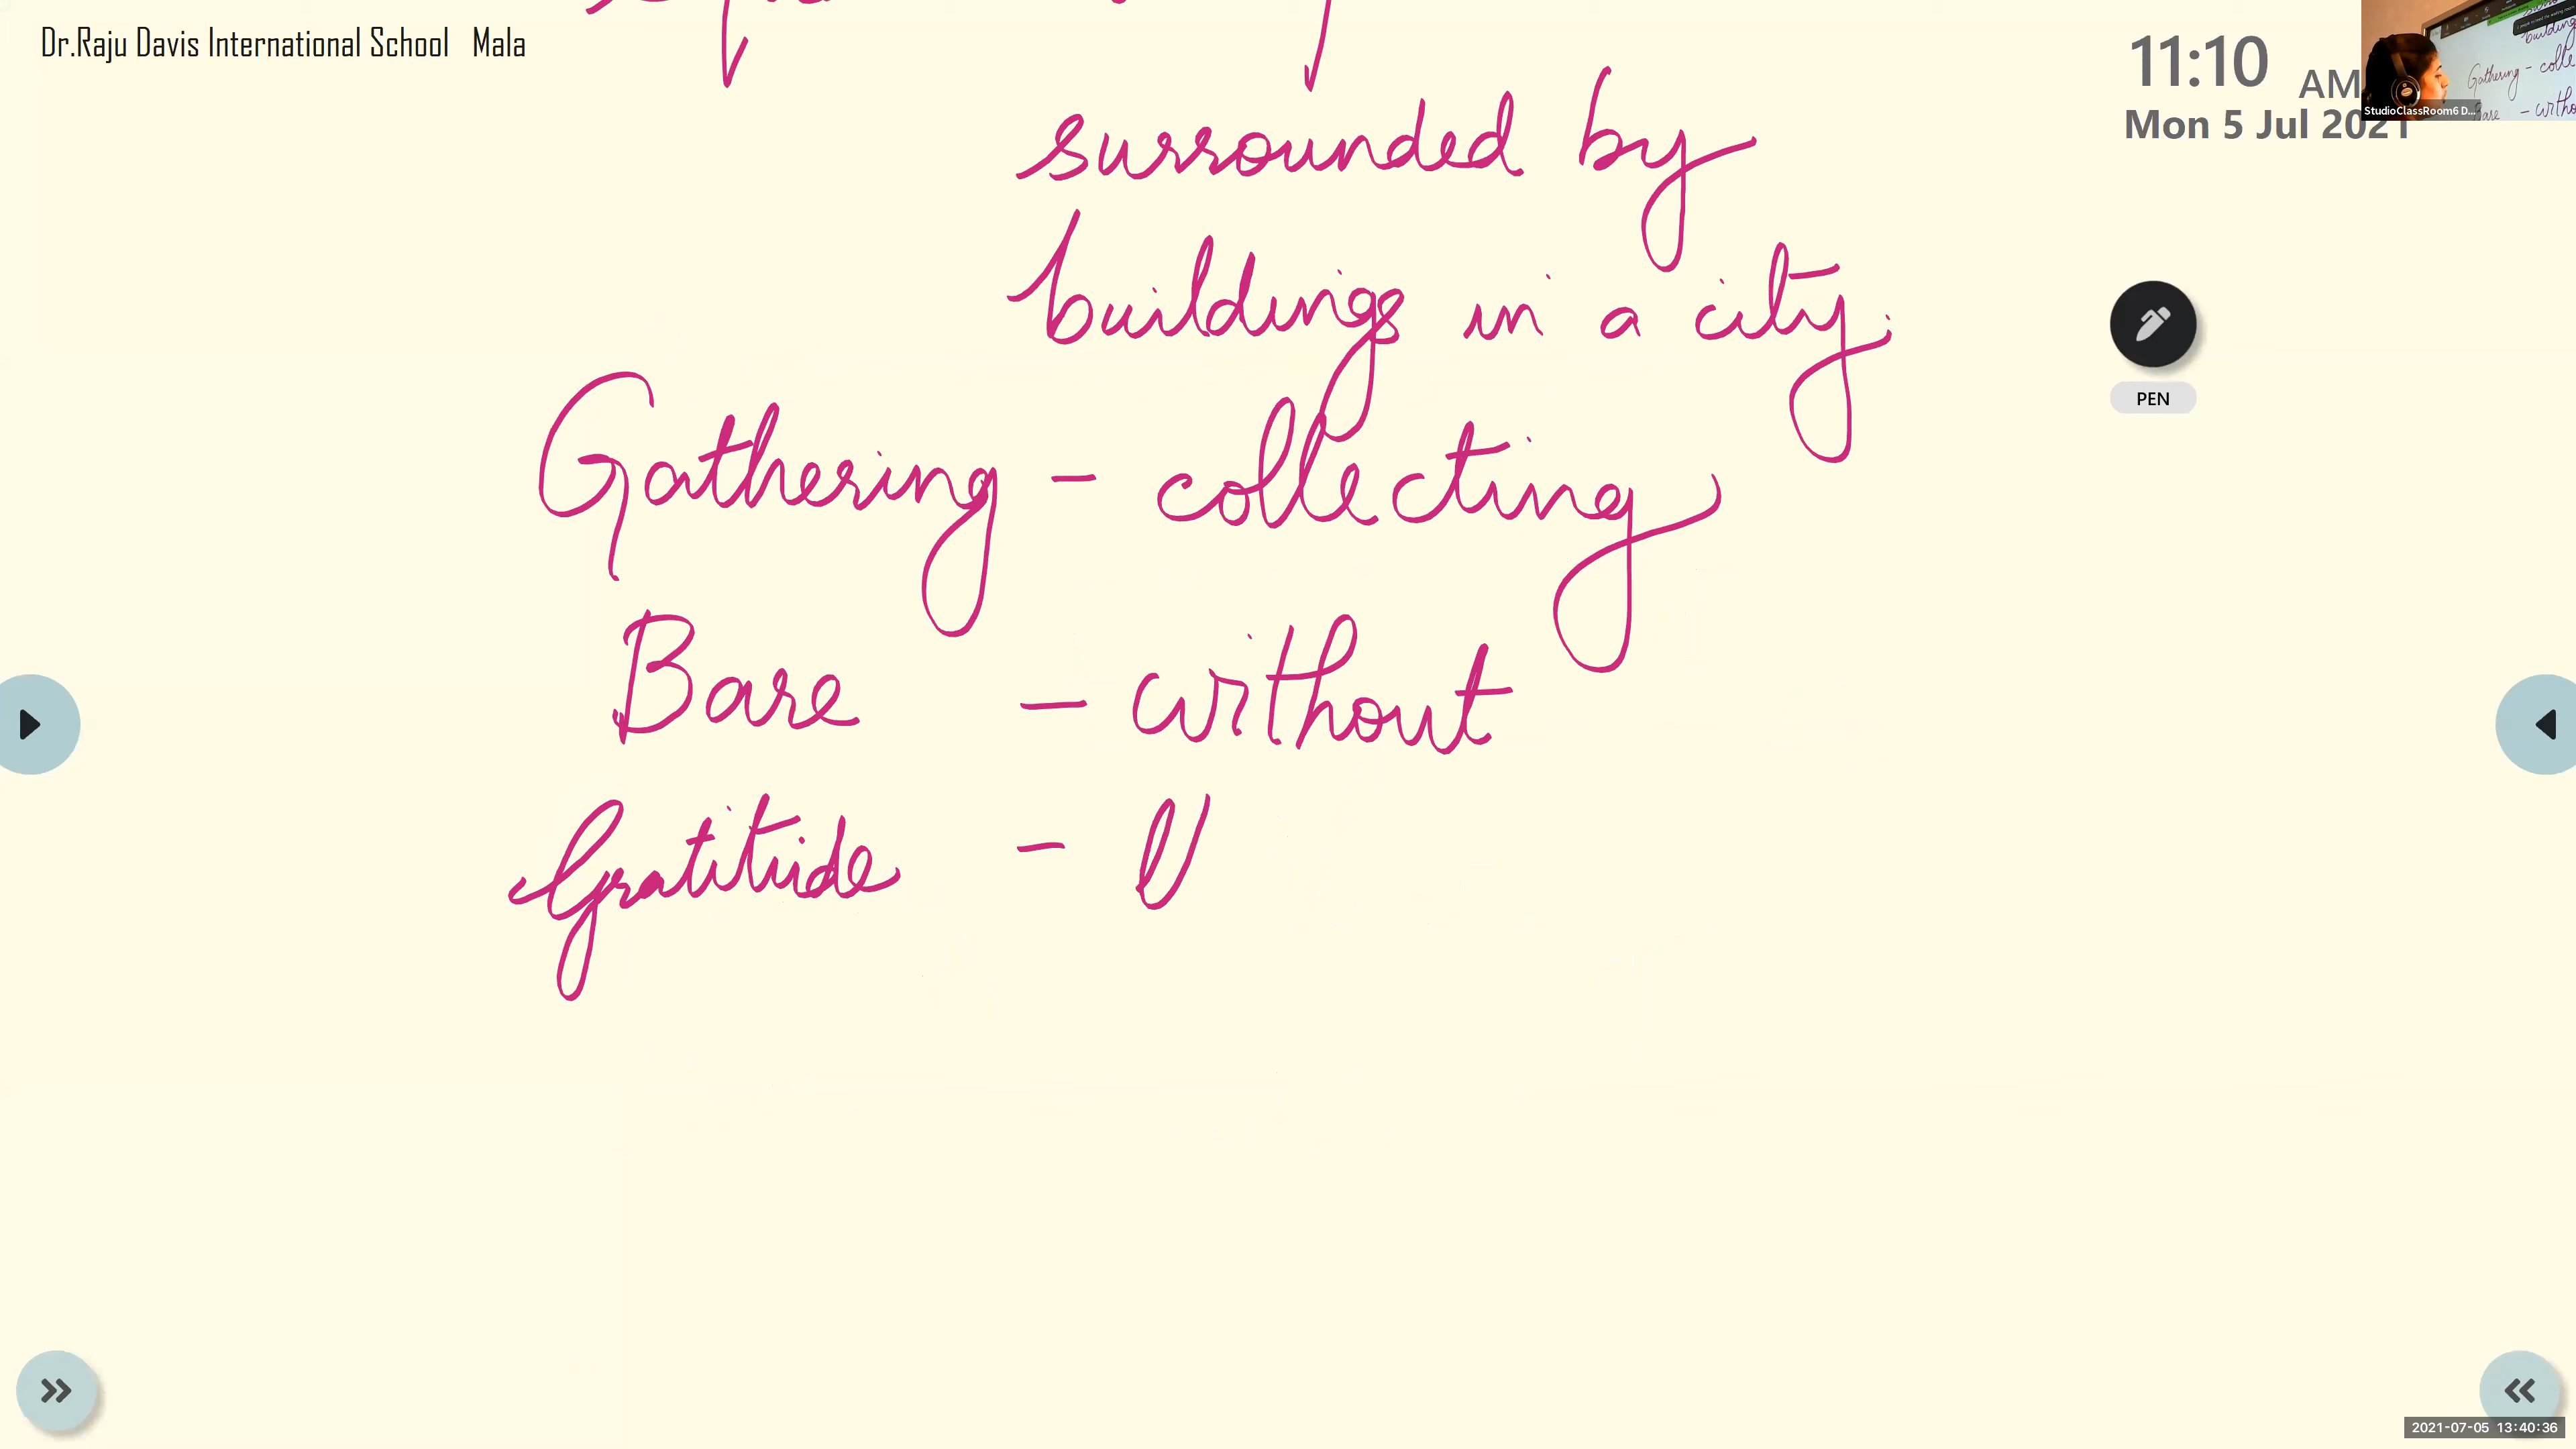 Dr.Raju Davis International School Mala
11:10 AM
Mon 5 Jul 2021
StudioClassRoom6 D...
surrounded by
buildings in a city.
PEN
Gathering - collecting
Bare - without
Gratitude -
2021-07-05 13:40:36